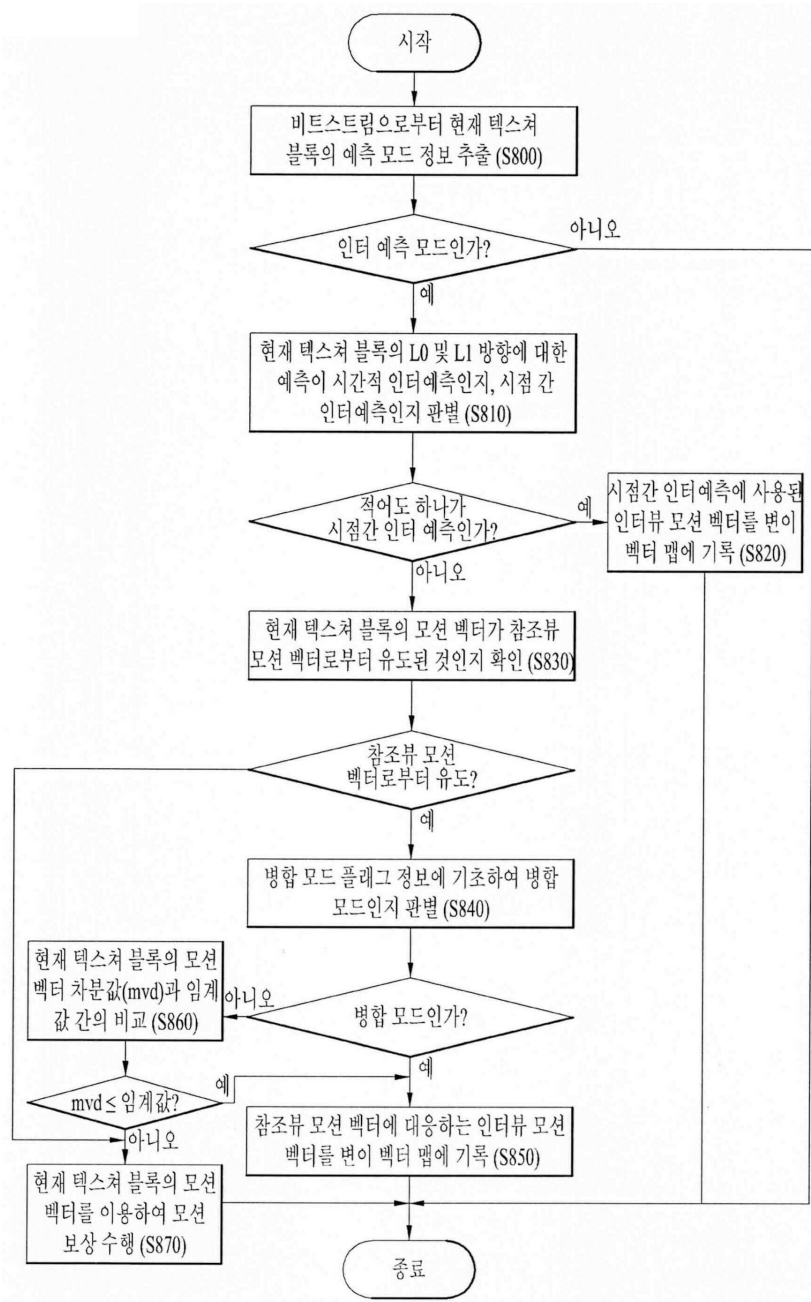 시작
비트스트림으로부터 현재 텍스쳐
블록의 예측 모드 정보 추출 (S800)
인터 예측 모드인가?
아니오
예
현재 텍스쳐 블록의 L0 및 L1 방향에 대한
예측이 시간적 인터예측인지, 시점 간
인터예측인지 판별 (S810)
적어도 하나가
시점간 인터 예측인가?
예
시점간 인터예측에 사용된
인터뷰 모션 벡터를 변이
벡터 맵에 기록 (S820)
아니오
현재 텍스쳐 블록의 모션 벡터가 참조뷰
모션 벡터로부터 유도된 것인지 확인 (S830)
참조뷰 모션
벡터로부터 유도?
예
병합 모드 플래그 정보에 기초하여 병합
모드인지 판별 (S840)
현재 텍스쳐 블록의 모션
벡터 차분값(mvd)과 임계
값 간의 비교 (S860)
아니오
병합 모드인가?
예
mvd ≤ 임계값?
예
아니오
참조뷰 모션 벡터에 대응하는 인터뷰 모션
벡터를 변이 벡터 맵에 기록 (S850)
현재 텍스쳐 블록의 모션
벡터를 이용하여 모션
보상 수행 (S870)
종료